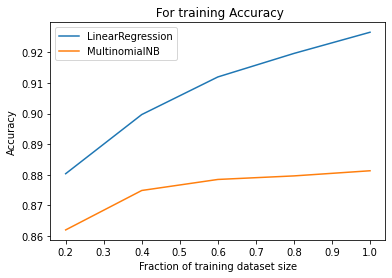 For training Accuracy
LinearRegression
MultinomialNB
Accuracy
0.92
0.91
0.90
0.89
0.88
0.87
0.86
0.2 0.3 0.4 0.5 0.6 0.7 0.8 0.9 1.0
Fraction of training dataset size